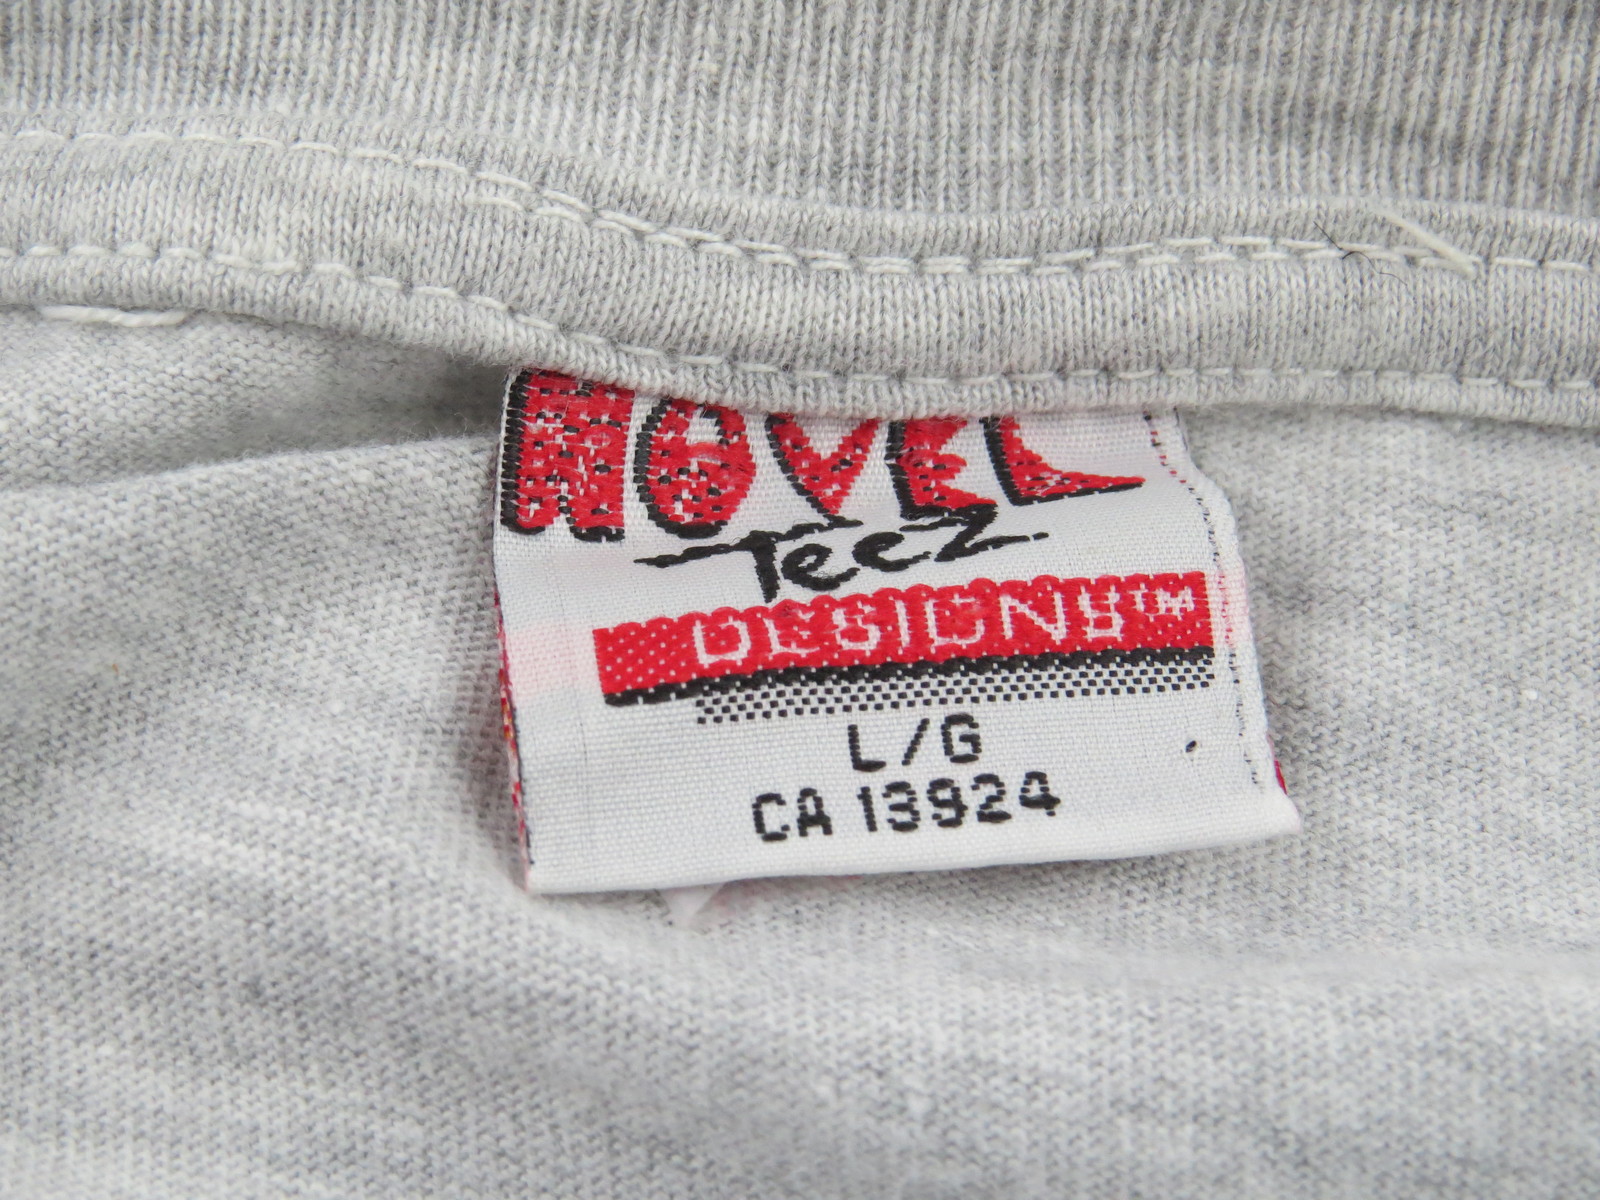 NOVEL
Teez
DESIGNS™
L/G
CA 13924